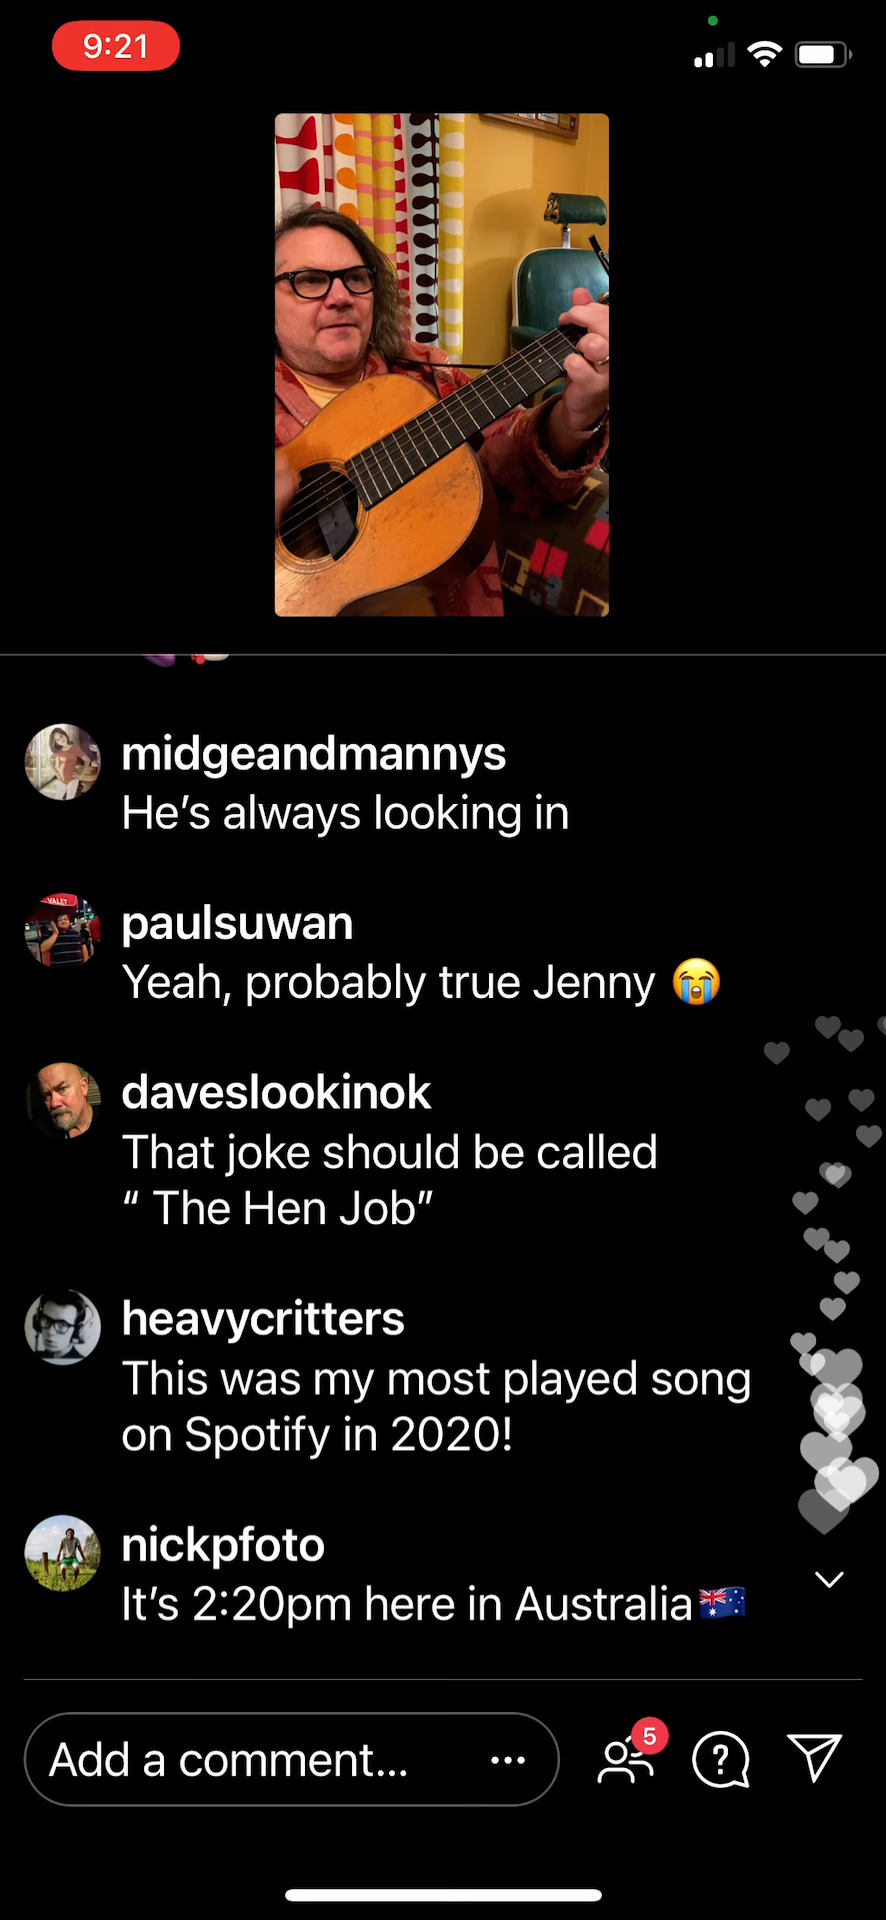 9:21
midgeandmannys
He’s always looking in
VALET
paulsuwan
Yeah, probably true Jenny 😭
daveslookinok
That joke should be called
“ The Hen Job”
heavycritters
This was my most played song
on Spotify in 2020!
nickpfoto
It’s 2:20pm here in Australia🇦🇺
Add a comment...
5
?